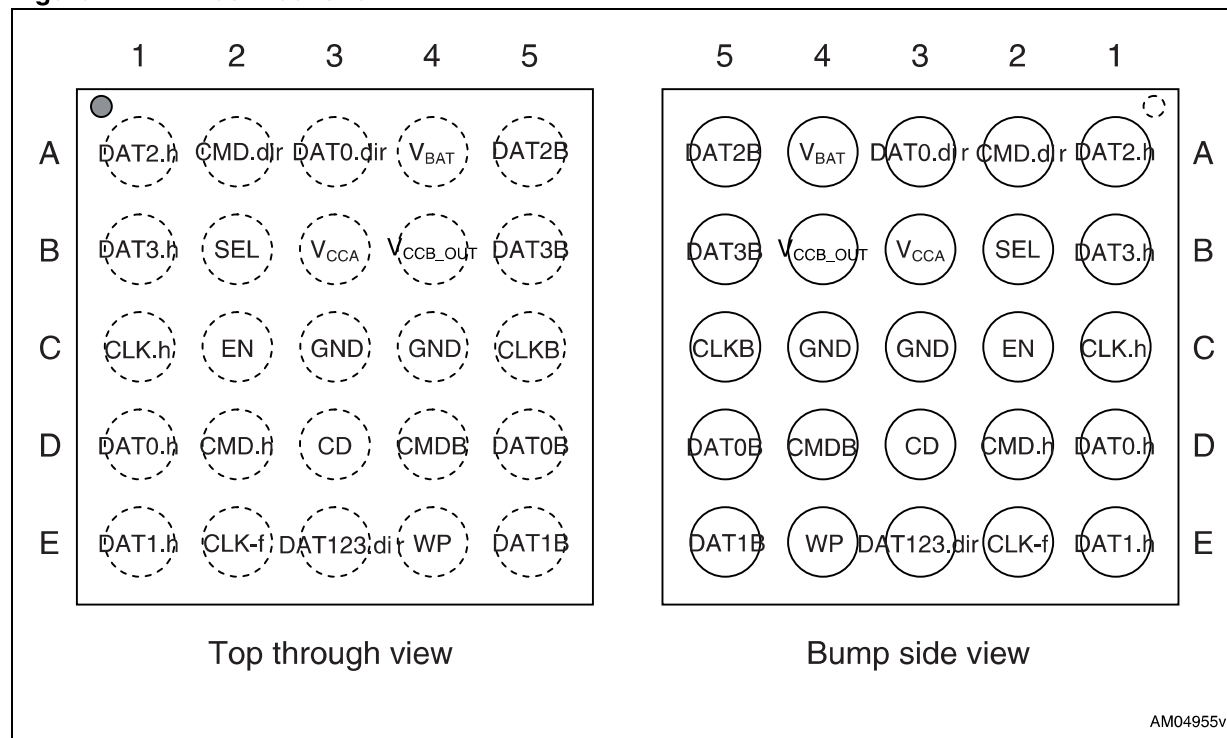 1 2 3 4 5 5 4 3 2 1
A DAT2.h CMD.dir DAT0.dir VBAT DAT2B DAT2B VBAT DAT0.dir CMD.dir DAT2.h A
B DAT3.h SEL VCCA VCCB_OUT DAT3B DAT3B VCCB_OUT VCCA SEL DAT3.h B
C CLK.h EN GND GND CLKB CLKB GND GND EN CLK.h C
D DAT0.h CMD.h CD CMDB DAT0B DAT0B CMDB CD CMD.h DAT0.h D
E DAT1.h CLK-f DAT123.dir WP DAT1B DAT1B WP DAT123.dir CLK-f DAT1.h E
Top through view Bump side view
AM04955v